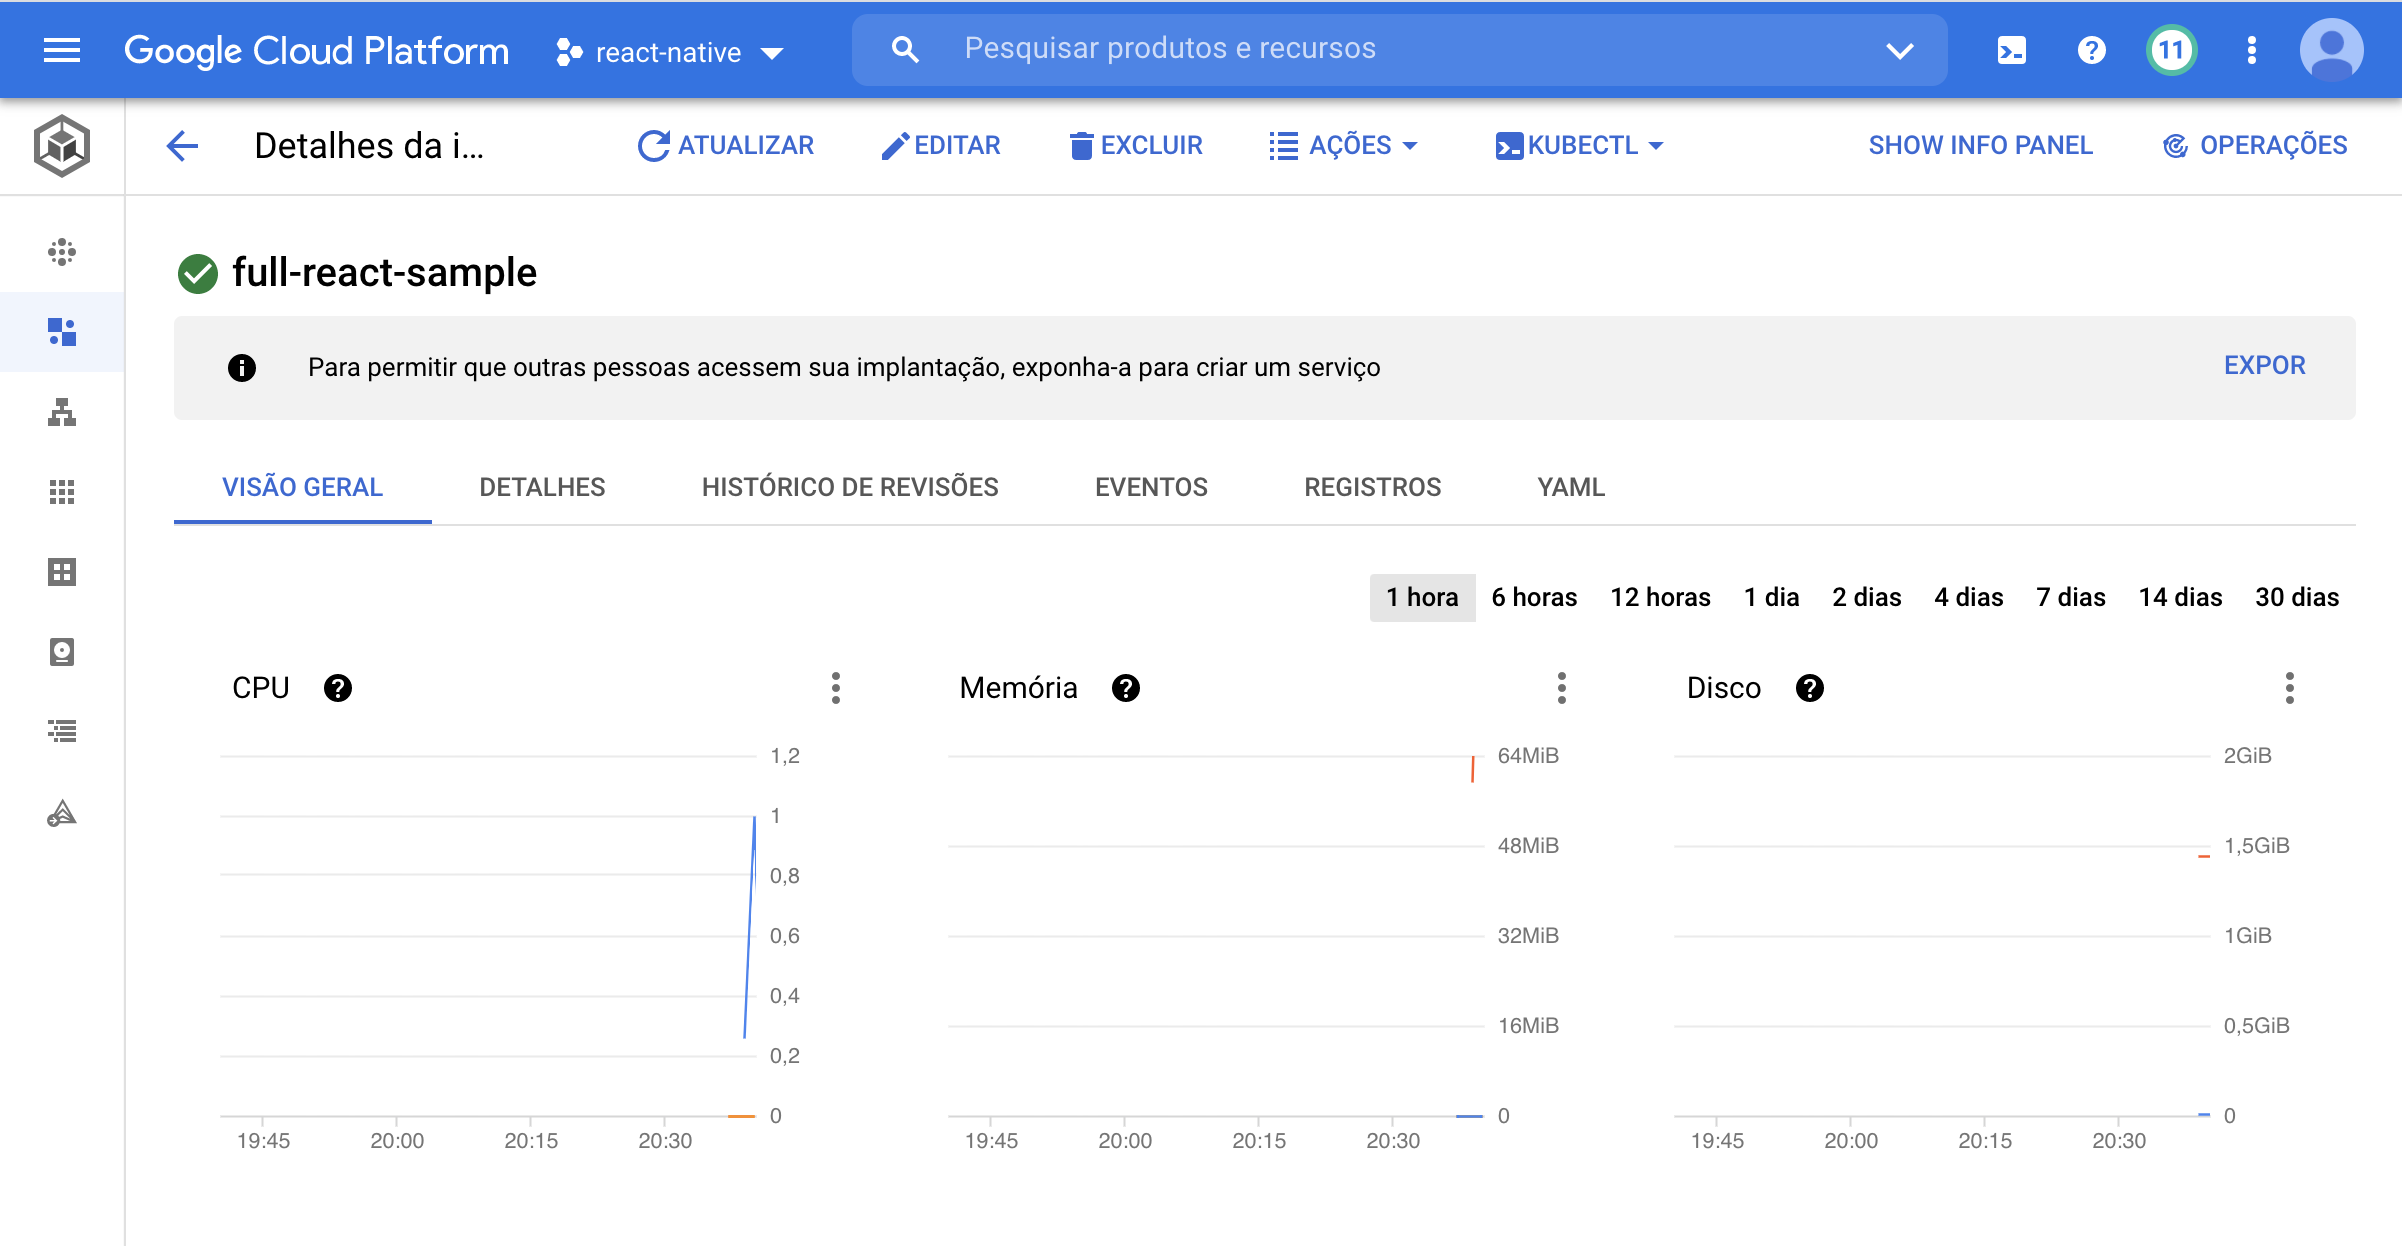 Google Cloud Platform react-native Pesquisar produtos e recursos 11
Detalhes da i... ATUALIZAR EDITAR EXCLUIR AÇÕES KUBECTL SHOW INFO PANEL OPERAÇÕES
full-react-sample
Para permitir que outras pessoas acessem sua implantação, exponha-a para criar um serviço EXPOR
VISÃO GERAL DETALHES HISTÓRICO DE REVISÕES EVENTOS REGISTROS YAML
1 hora 6 horas 12 horas 1 dia 2 dias 4 dias 7 dias 14 dias 30 dias
CPU
1,2
1
0,8
0,6
0,4
0,2
0
19:45 20:00 20:15 20:30
Memória
64MiB
48MiB
32MiB
16MiB
0
19:45 20:00 20:15 20:30
Disco
2GiB
1,5GiB
1GiB
0,5GiB
0
19:45 20:00 20:15 20:30